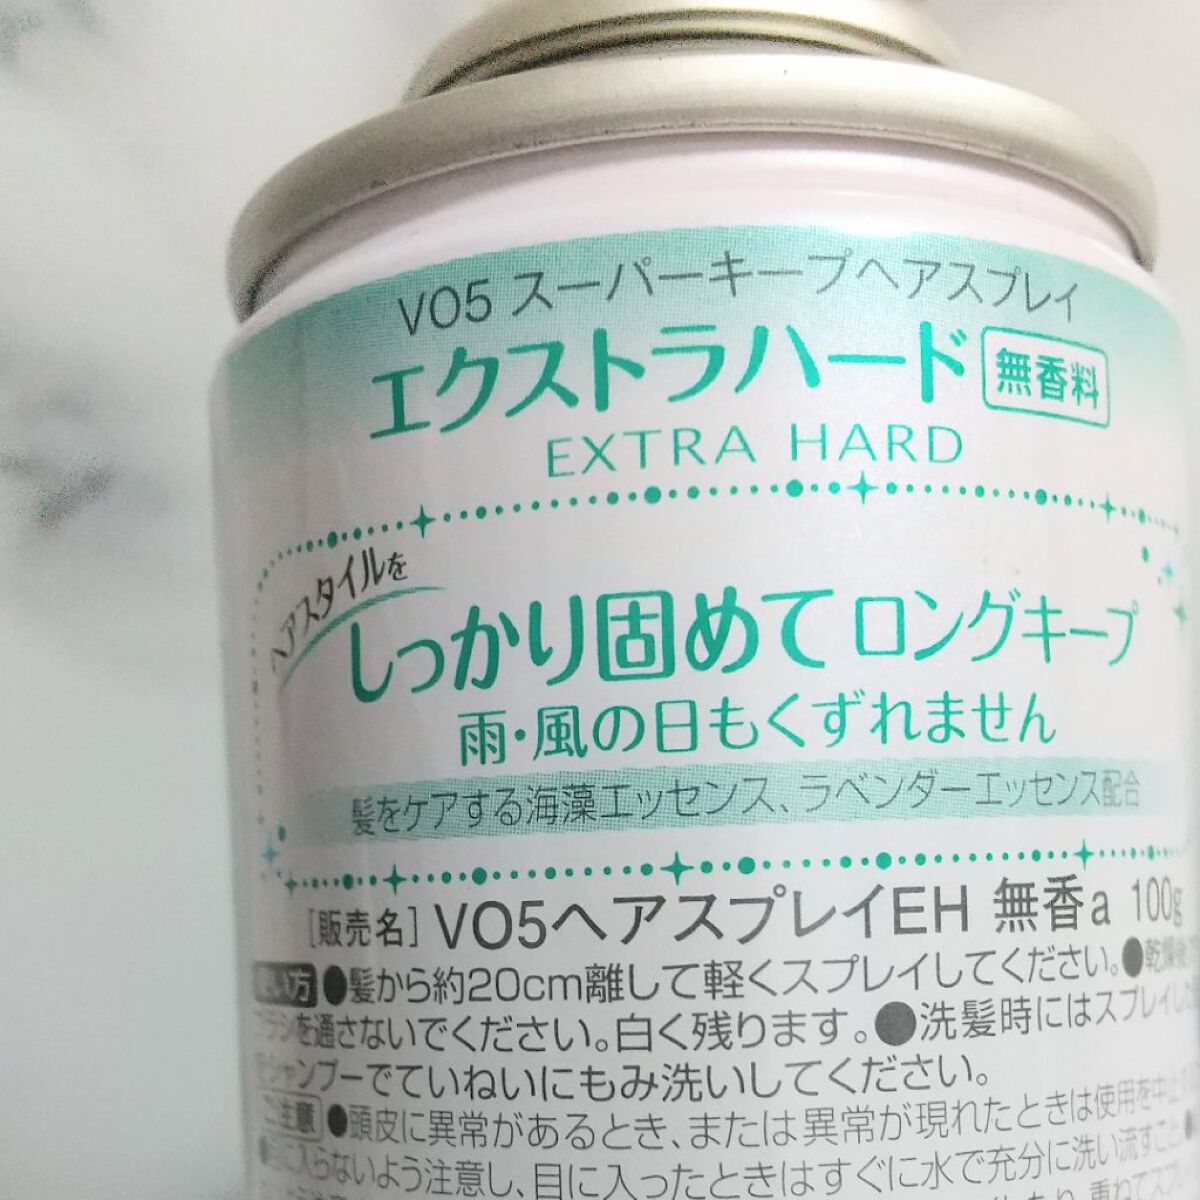 VO5 スーパーキープヘアスプレイ
エクストラハード 無香料
EXTRA HARD
ヘアスタイルを
しっかり固めて ロングキープ
雨・風の日もくずれません
髪をケアする海藻エッセンス、ラベンダーエッセンス配合
[販売名] VO5ヘアスプレイEH 無香a 100g
使い方 ●髪から約20cm離して軽くスプレイしてください。●乾燥後
ブラシを通さないでください。白く残ります。●洗髪時にはスプレイした
シャンプーでていねいにもみ洗いしてください。
ご注意 ●頭皮に異常があるとき、または異常が現れたときは使用を中止
●目に入らないよう注意し、目に入ったときはすぐに水で充分に洗い流すこと